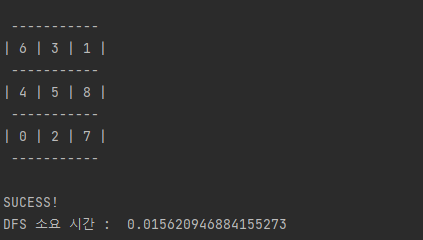 -----------
| 6 | 3 | 1 |
-----------
| 4 | 5 | 8 |
-----------
| 0 | 2 | 7 |
-----------
SUCESS!
DFS 소요 시간 :  0.015620946884155273